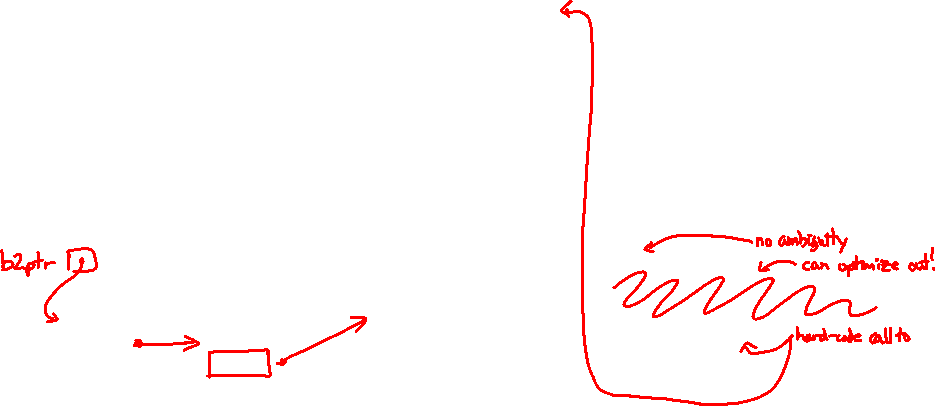 no ambiguity
b2ptr
can optimize out!
hard-code call to